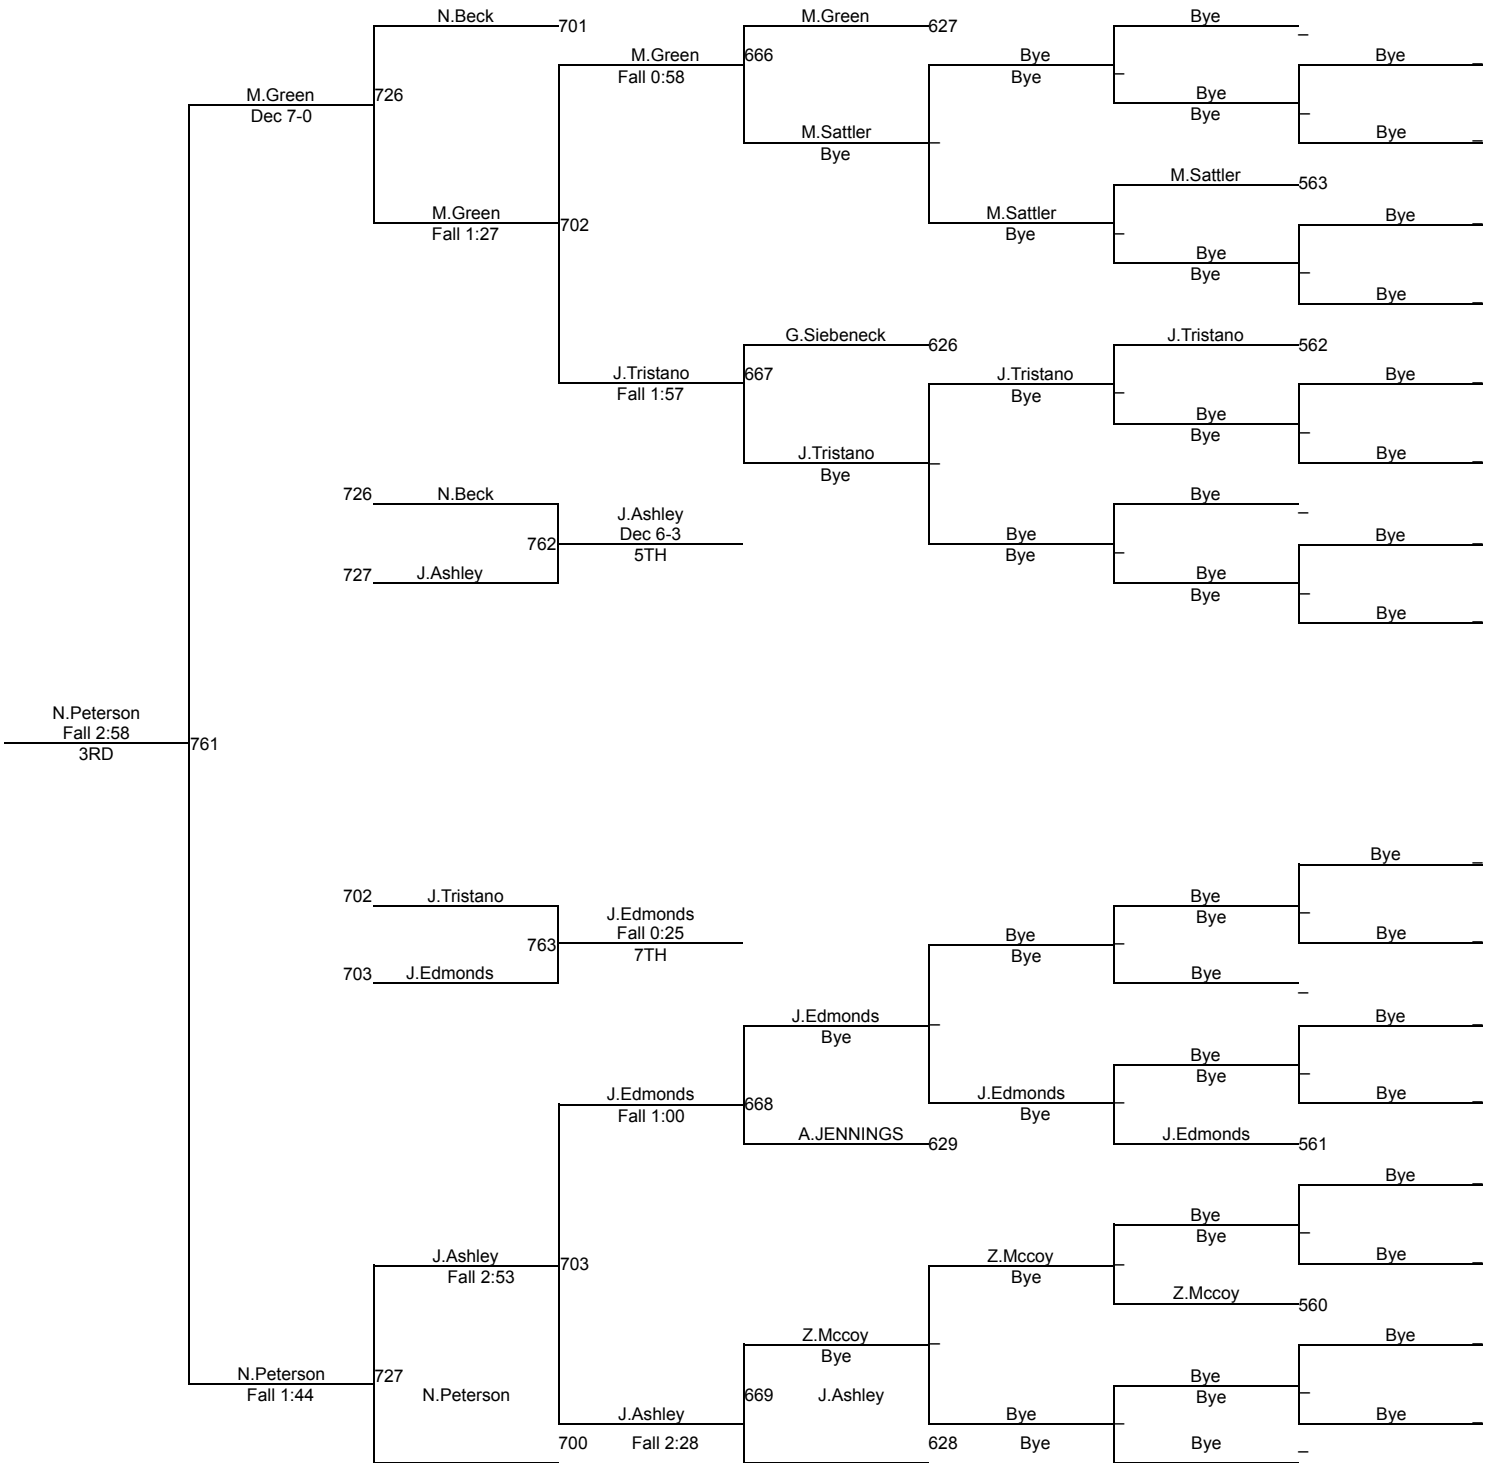 N.Beck M.Green Bye
701 627 _
M.Green 666 Bye Bye _
Fall 0:58 Bye
M.Green 726 Bye
Dec 7-0 Bye _
M.Sattler Bye _
Bye _
M.Sattler 563
M.Green M.Sattler Bye _
Fall 1:27 702 Bye _
Bye
Bye _
Bye _
G.Siebeneck 626 J.Tristano 562
J.Tristano 667 J.Tristano Bye _
Fall 1:57 Bye _
Bye
Bye _
J.Tristano _ Bye _
Bye
726 N.Beck Bye _
J.Ashley
762 Dec 6-3 Bye Bye _
5TH Bye _
727 J.Ashley Bye
Bye _
Bye _
N.Peterson
Fall 2:58
761
3RD
Bye _
702 J.Tristano Bye
J.Edmonds Bye _
763 Fall 0:25 Bye Bye _
7TH Bye _
703 J.Edmonds Bye _
J.Edmonds _ Bye _
Bye
Bye
Bye _
J.Edmonds 668 J.Edmonds Bye _
Fall 1:00 Bye _
A.JENNINGS 629 J.Edmonds 561
Bye _
Bye
Bye _
J.Ashley 703 Z.Mccoy Bye _
Fall 2:53 Bye _
Z.Mccoy 560
Z.Mccoy _ Bye _
Bye
N.Peterson 727 Bye
Fall 1:44 N.Peterson 669 J.Ashley Bye _
J.Ashley Bye _ Bye _
700 Fall 2:28 628 Bye Bye _